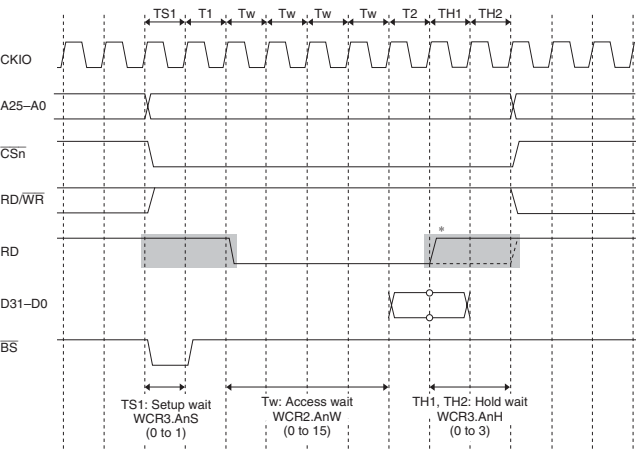 TS1 T1 Tw Tw Tw Tw T2 TH1 TH2
CKIO
A25–A0
CSn
RD/WR
*
RD
D31–D0
BS
TS1: Setup wait
WCR3.AnS
(0 to 1)
Tw: Access wait
WCR2.AnW
(0 to 15)
TH1, TH2: Hold wait
WCR3.AnH
(0 to 3)